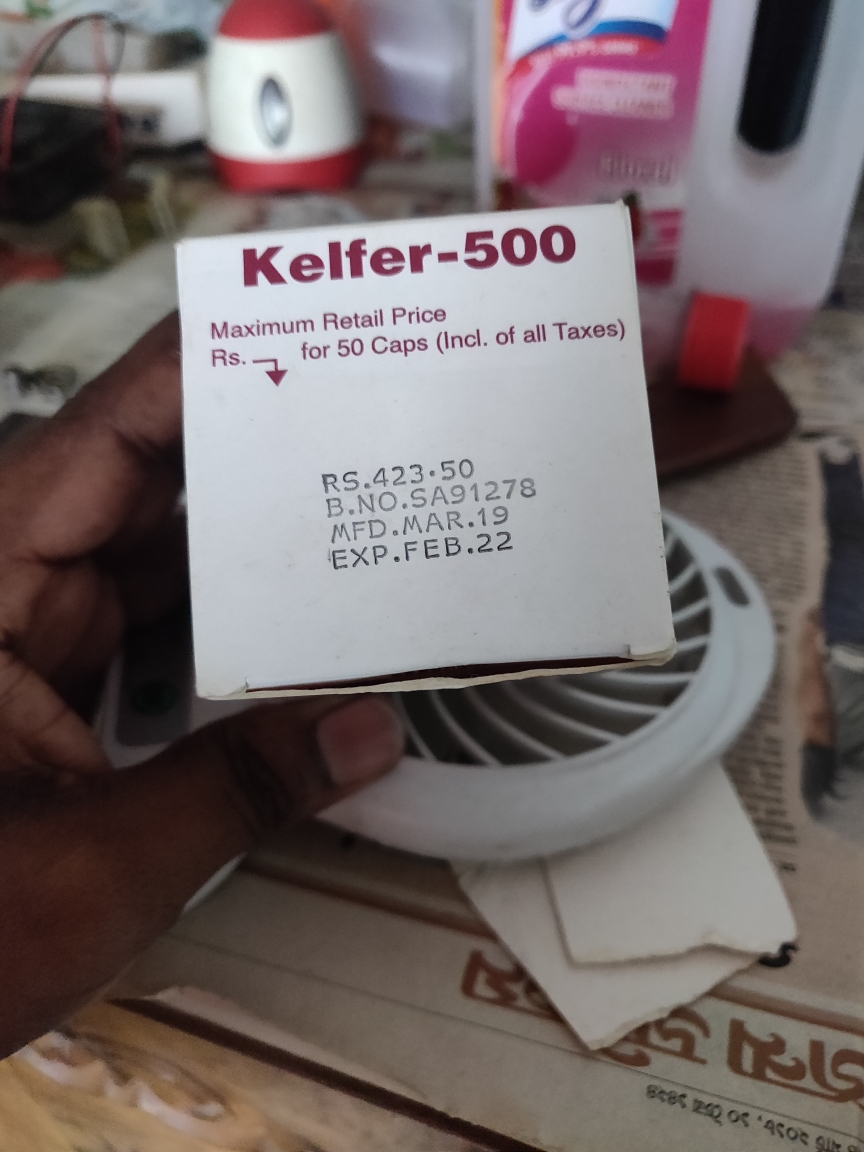 Kelfer-500
Maximum Retail Price
Rs. for 50 Caps (Incl. of all Taxes)
RS.423.50
B.NO.SA91278
MFD.MAR.19
EXP.FEB.22